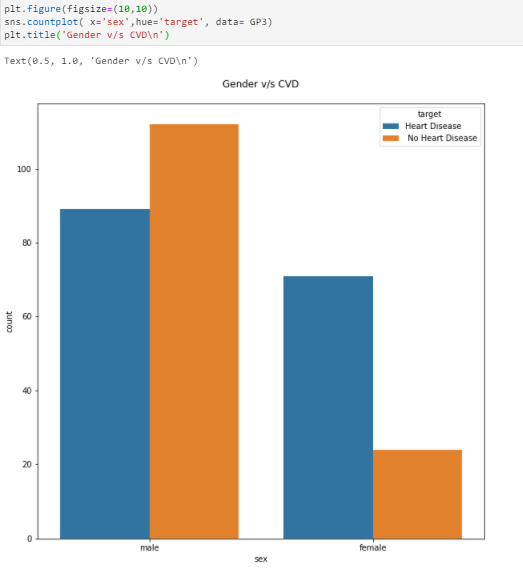 plt.figure(figsize=(10,10))
sns.countplot( x='sex',hue='target', data= GP3)
plt.title('Gender v/s CVD\n')
Text(0.5, 1.0, 'Gender v/s CVD\n')
Gender v/s CVD
target
Heart Disease
No Heart Disease
100
80
60
40
20
0
count
male
female
sex